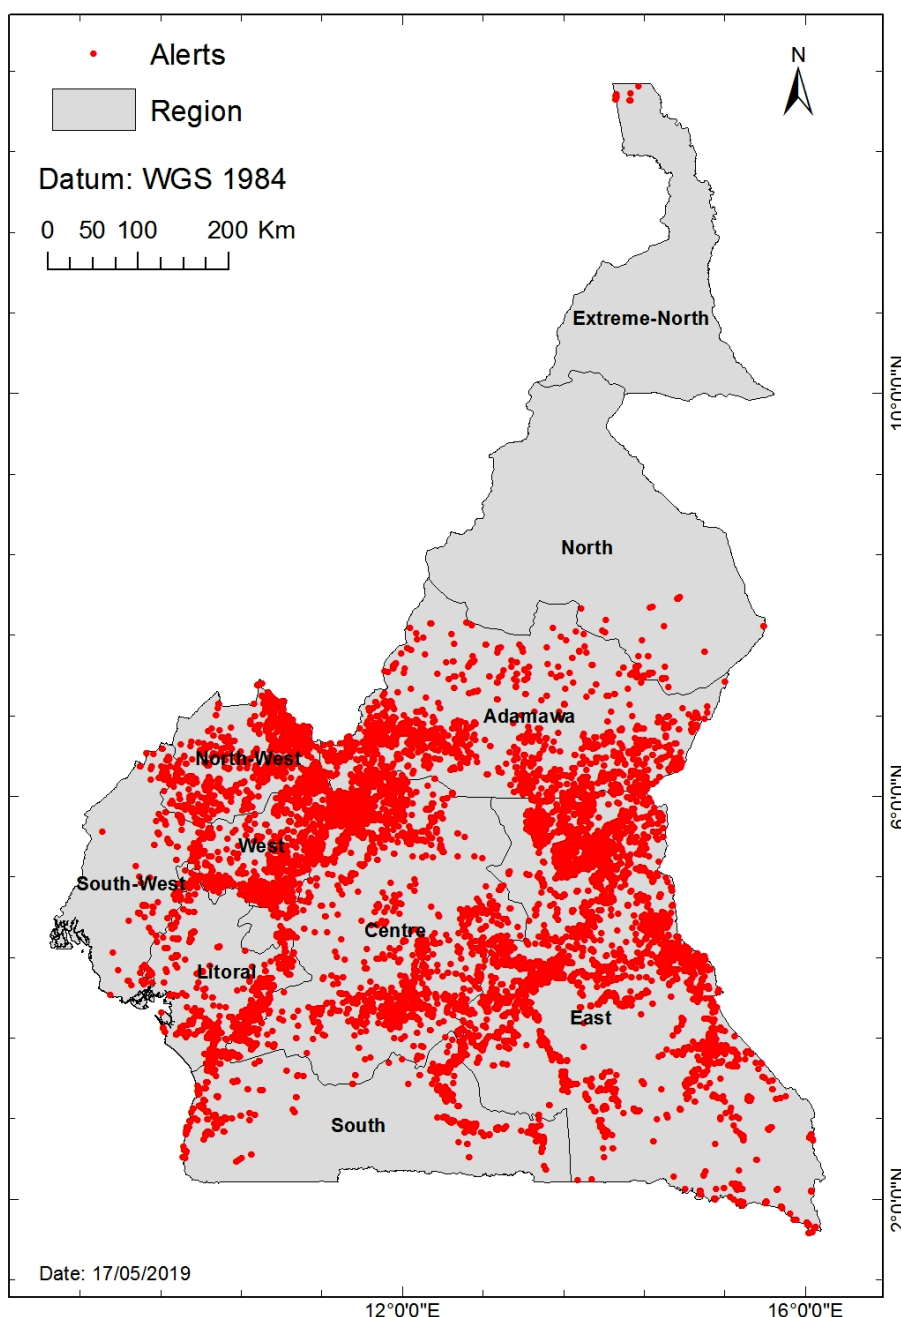 Alerts
N
Region
Datum: WGS 1984
0 50 100 200 Km
Extreme-North
10°0'0"N
North
Adamawa
North-West
6°0'0"N
West
South-West
Centre
Litoral
East
South
2°0'0"N
Date: 17/05/2019
12°0'0"E 16°0'0"E